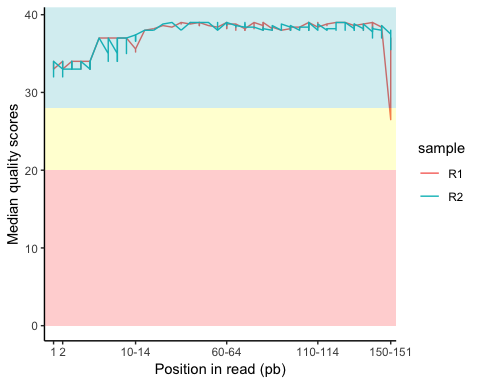 40
30
20
10
0
Median quality scores
1 2
10-14
60-64
110-114
150-151
Position in read (pb)
sample
R1
R2